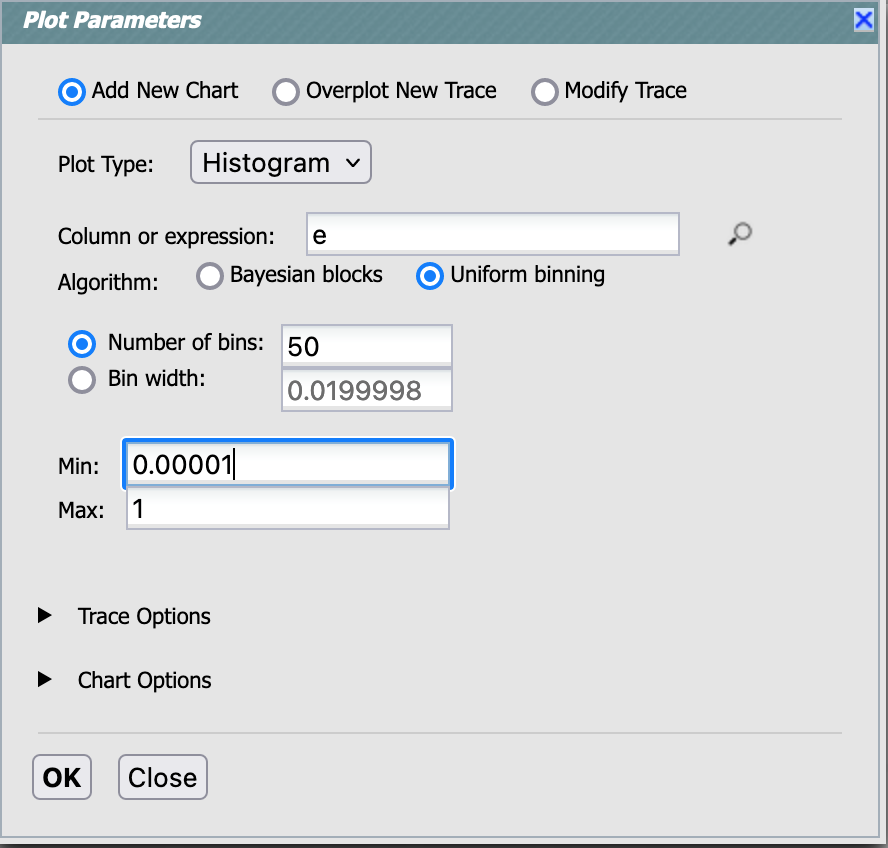 Plot Parameters
Add New Chart Overplot New Trace Modify Trace
Plot Type: Histogram
Column or expression: e
Algorithm: Bayesian blocks Uniform binning
Number of bins: 50
Bin width: 0.0199998
Min: 0.00001
Max: 1
Trace Options
Chart Options
OK Close